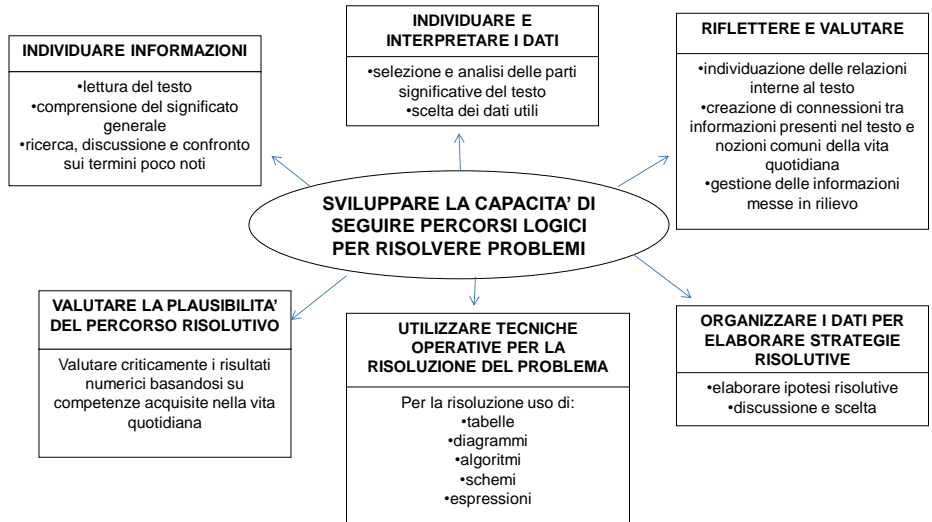 INDIVIDUARE INFORMAZIONI
•lettura del testo
•comprensione del significato
generale
•ricerca, discussione e confronto
sui termini poco noti
INDIVIDUARE E
INTERPRETARE I DATI
•selezione e analisi delle parti
significative del testo
•scelta dei dati utili
RIFLETTERE E VALUTARE
•individuazione delle relazioni
interne al testo
•creazione di connessioni tra
informazioni presenti nel testo e
nozioni comuni della vita
quotidiana
•gestione delle informazioni
messe in rilievo
SVILUPPARE LA CAPACITA’ DI
SEGUIRE PERCORSI LOGICI
PER RISOLVERE PROBLEMI
VALUTARE LA PLAUSIBILITA’
DEL PERCORSO RISOLUTIVO
Valutare criticamente i risultati
numerici basandosi su
competenze acquisite nella vita
quotidiana
UTILIZZARE TECNICHE
OPERATIVE PER LA
RISOLUZIONE DEL PROBLEMA
Per la risoluzione uso di:
•tabelle
•diagrammi
•algoritmi
•schemi
•espressioni
ORGANIZZARE I DATI PER
ELABORARE STRATEGIE
RISOLUTIVE
•elaborare ipotesi risolutive
•discussione e scelta